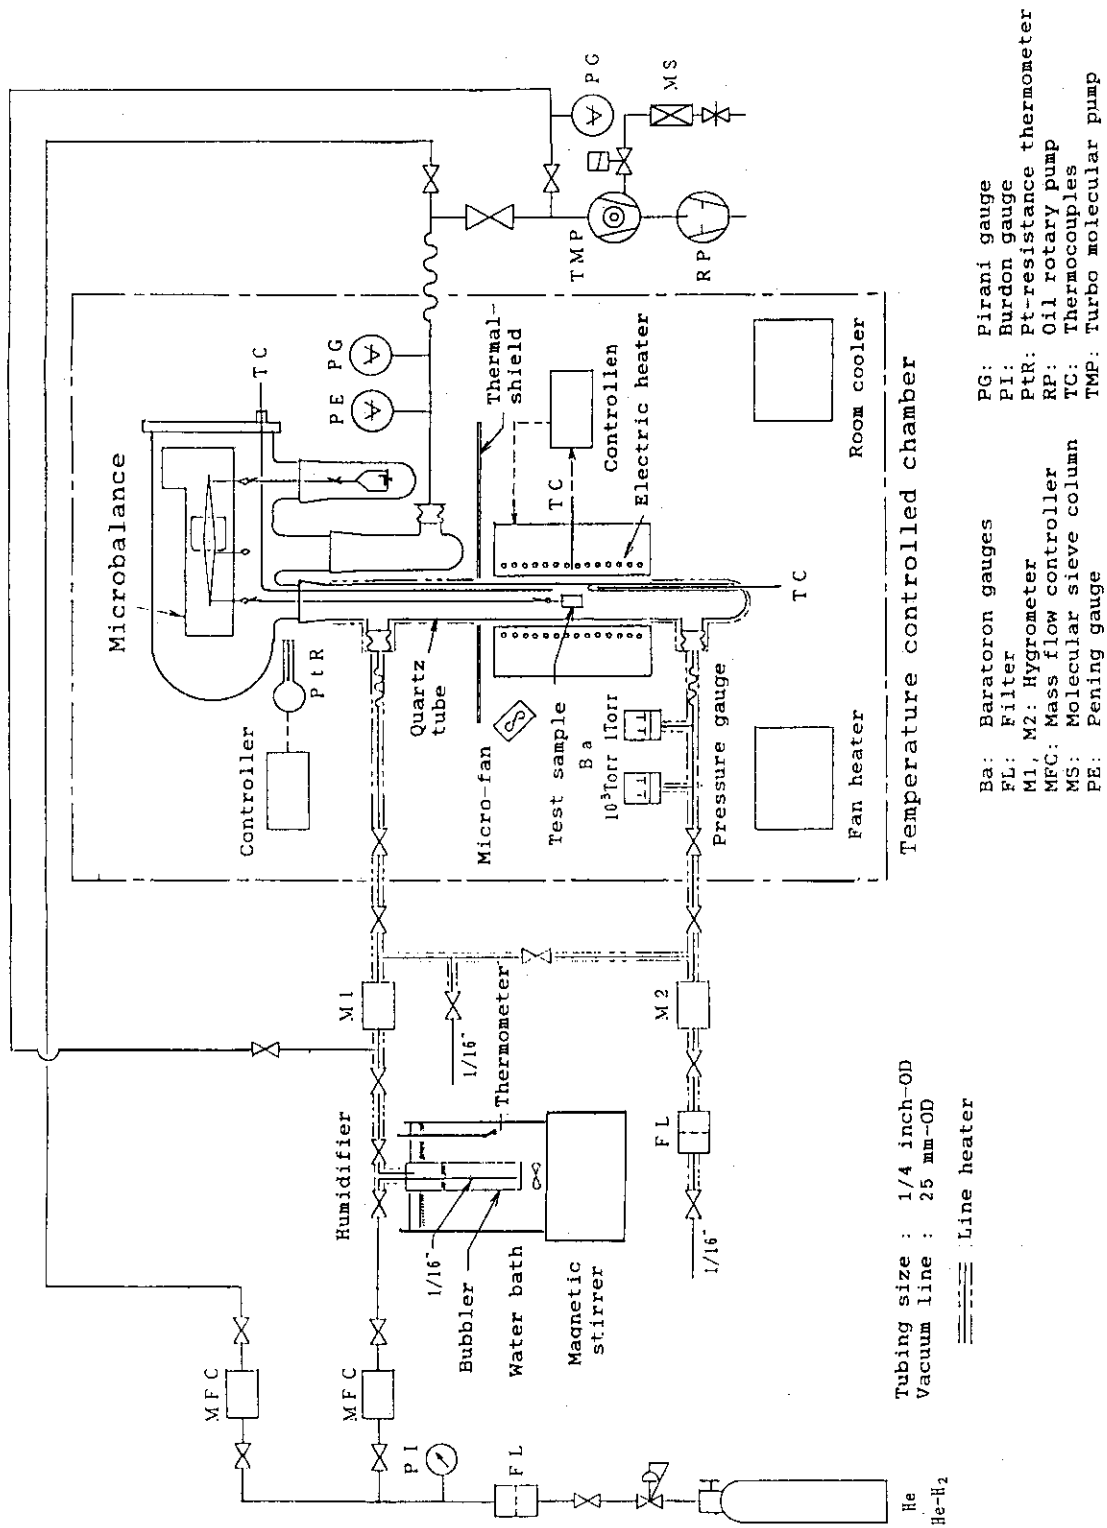 Microbalance
TC
Controller
PtR
PE
PG
PG
MS
TMP
RP
Quartz
tube
Thermal-
shield
Micro-fan
Controllen
TC
Electric heater
Test sample
Ba
10³Torr 1Torr
Pressure gauge
TC
Fan heater
Room cooler
Temperature controlled chamber
MFC
MFC
PI
FL
He
He-H₂
Humidifier
M1
1/16"
1/16"
Thermometer
Bubbler
Water bath
Magnetic
stirrer
M2
FL
1/16"
Tubing size : 1/4 inch-OD
Vacuum line : 25 mm-OD
: Line heater
Ba: Baratoron gauges
FL: Filter
M1, M2: Hygrometer
MFC: Mass flow controller
MS: Molecular sieve column
PE: Pening gauge
PG: Pirani gauge
PI: Burdon gauge
PtR: Pt-resistance thermometer
RP: Oil rotary pump
TC: Thermocouples
TMP: Turbo molecular pump